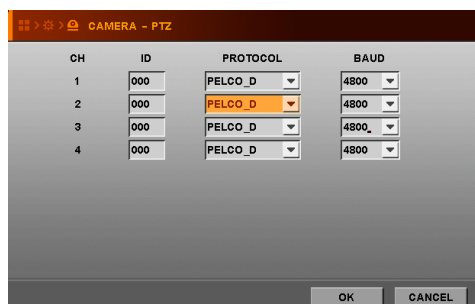 CAMERA - PTZ
CH ID PROTOCOL BAUD
1 000 PELCO_D 4800
2 000 PELCO_D 4800
3 000 PELCO_D 4800
4 000 PELCO_D 4800
OK CANCEL